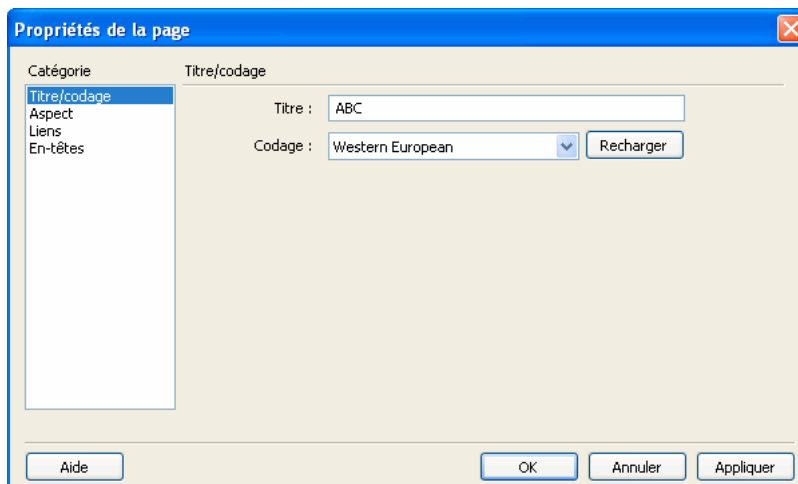 Propriétés de la page
Catégorie
Titre/codage
Titre/codage
Aspect
Liens
En-têtes
Titre :
ABC
Codage :
Western European
Recharger
Aide
OK
Annuler
Appliquer